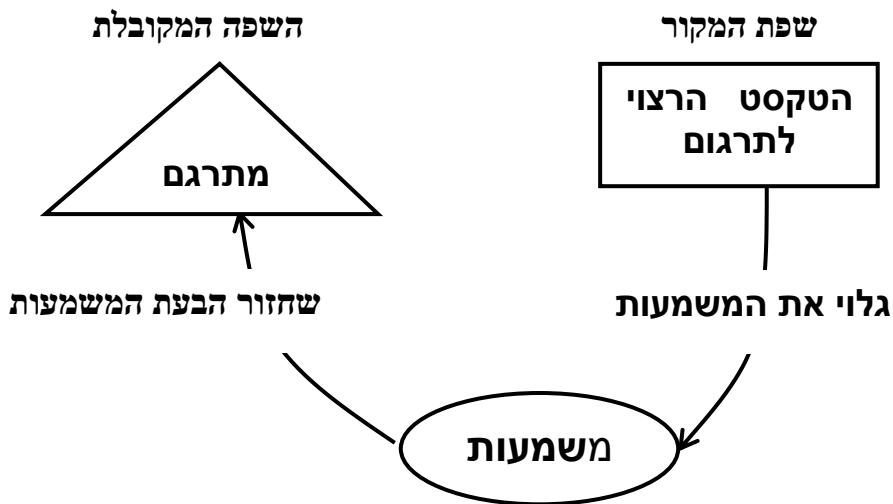 שפת המקור
השפה המקובלת
הטקסט הרצוי
לתרגום
מתרגם
גלוי את המשמעות
שחזור הבעת המשמעות
משמעות